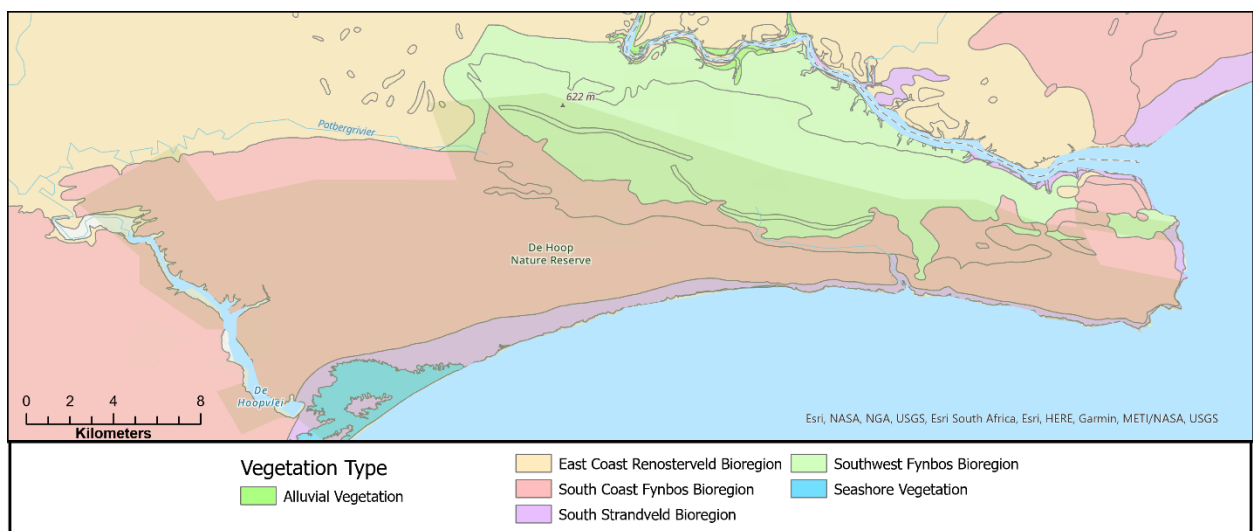 622 m
Potbergrivier
De Hoop
Nature Reserve
De
Hoopvlei
0 2 4 8
Kilometers
Esri, NASA, NGA, USGS, Esri South Africa, Esri, HERE, Garmin, METI/NASA, USGS
Vegetation Type
Alluvial Vegetation
East Coast Renosterveld Bioregion
South Coast Fynbos Bioregion
South Strandveld Bioregion
Southwest Fynbos Bioregion
Seashore Vegetation